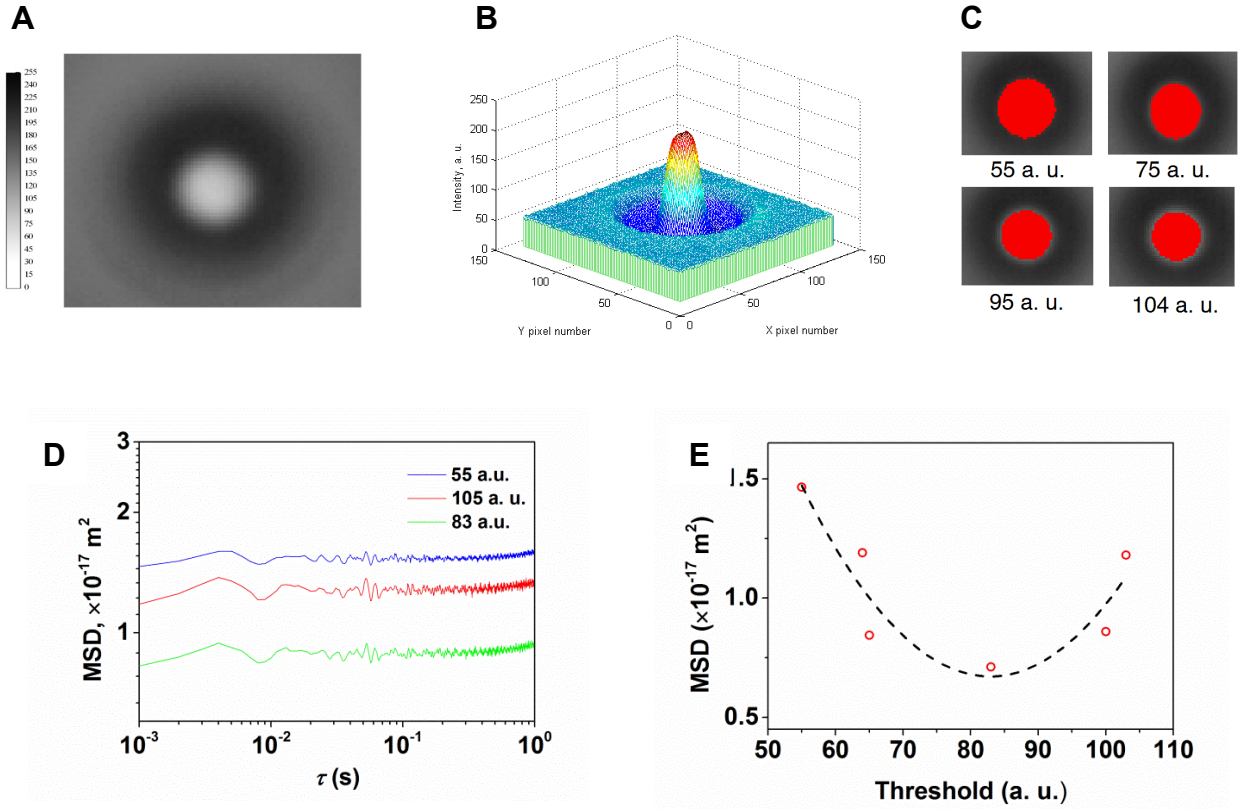 A
255
240
225
210
195
180
165
150
135
120
105
90
75
60
45
30
15
0
B
250
200
150
100
50
0
Intensity, a. u.
150
100
50
0
Y pixel number
0
50
100
150
X pixel number
C
55 a. u.
75 a. u.
95 a. u.
104 a. u.
D
3
2
1
MSD, ×10⁻¹⁷ m²
55 a.u.
105 a. u.
83 a.u.
10⁻³
10⁻²
10⁻¹
10⁰
τ (s)
E
1.5
1.0
0.5
MSD (×10⁻¹⁷ m²)
50
60
70
80
90
100
110
Threshold (a. u.)